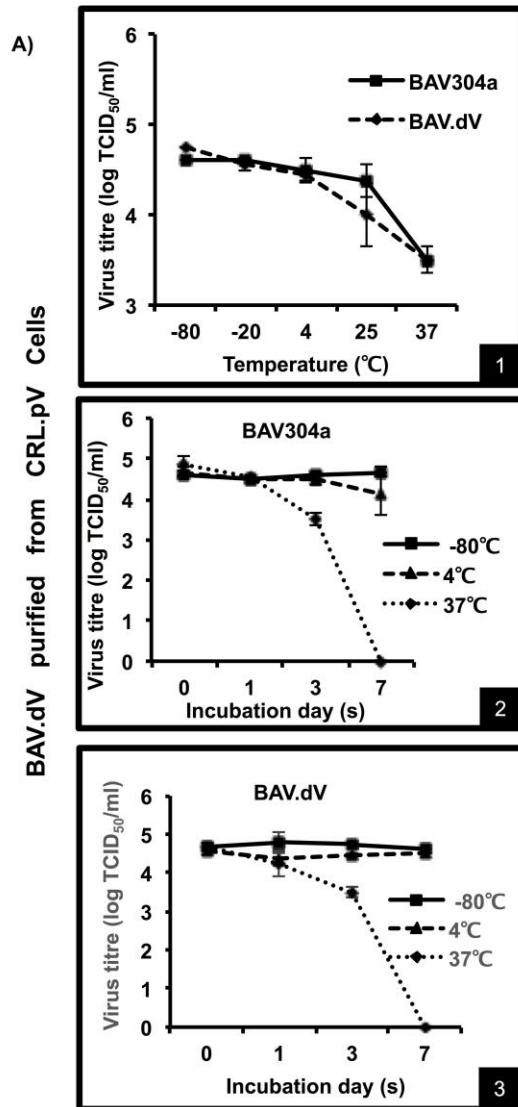 A)
BAV.dV purified from CRL.pV Cells
Virus titre (log TCID50/ml)
6
5
4
3
BAV304a
BAV.dV
-80 -20 4 25 37
Temperature (℃)
1
BAV304a
Virus titre (log TCID50/ml)
6
5
4
3
2
1
0
-80℃
4℃
37℃
0 1 3 7
Incubation day (s)
2
BAV.dV
Virus titre (log TCID50/ml)
6
5
4
3
2
1
0
-80℃
4℃
37℃
0 1 3 7
Incubation day (s)
3